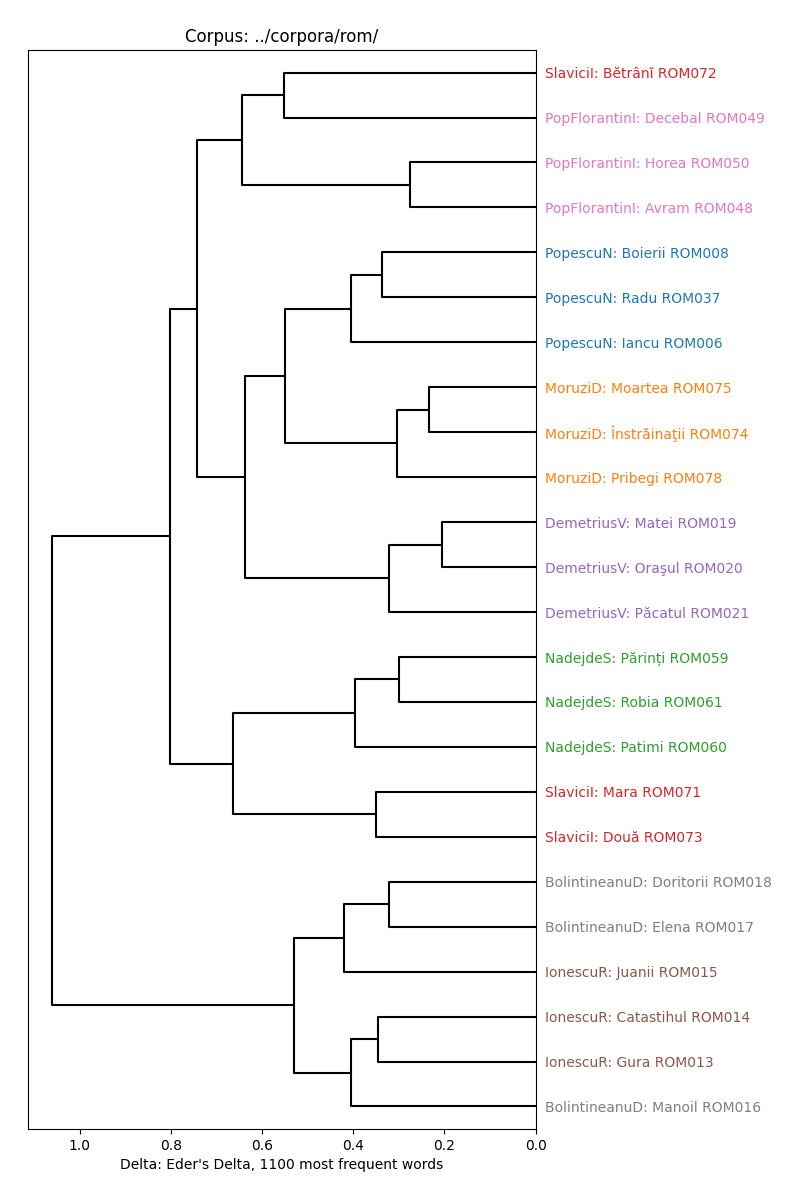 Corpus: ../corpora/rom/
SlaviciI: Bĕtrânĭ ROM072
PopFlorantinI: Decebal ROM049
PopFlorantinI: Horea ROM050
PopFlorantinI: Avram ROM048
PopescuN: Boierii ROM008
PopescuN: Radu ROM037
PopescuN: Iancu ROM006
MoruziD: Moartea ROM075
MoruziD: Înstrăinaţii ROM074
MoruziD: Pribegi ROM078
DemetriusV: Matei ROM019
DemetriusV: Oraşul ROM020
DemetriusV: Păcatul ROM021
NadejdeS: Părinți ROM059
NadejdeS: Robia ROM061
NadejdeS: Patimi ROM060
SlaviciI: Mara ROM071
SlaviciI: Două ROM073
BolintineanuD: Doritorii ROM018
BolintineanuD: Elena ROM017
IonescuR: Juanii ROM015
IonescuR: Catastihul ROM014
IonescuR: Gura ROM013
BolintineanuD: Manoil ROM016
1.0 0.8 0.6 0.4 0.2 0.0
Delta: Eder's Delta, 1100 most frequent words